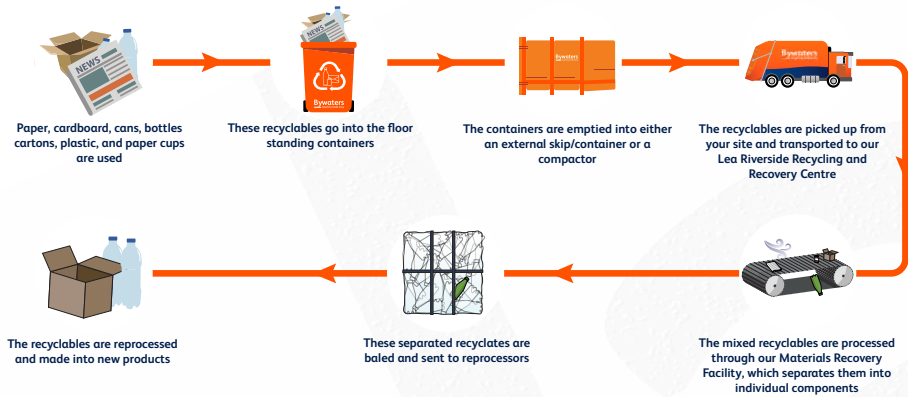 NEWS
Paper, cardboard, cans, bottles
cartons, plastic, and paper cups
are used
NEWS
Bywaters
These recyclables go into the floor
standing containers
Bywaters
The containers are emptied into either
an external skip/container or a
compactor
Bywaters
The recyclables are picked up from
your site and transported to our
Lea Riverside Recycling and
Recovery Centre
The recyclables are reprocessed
and made into new products
These separated recyclates are
baled and sent to reprocessors
The mixed recyclables are processed
through our Materials Recovery
Facility, which separates them into
individual components